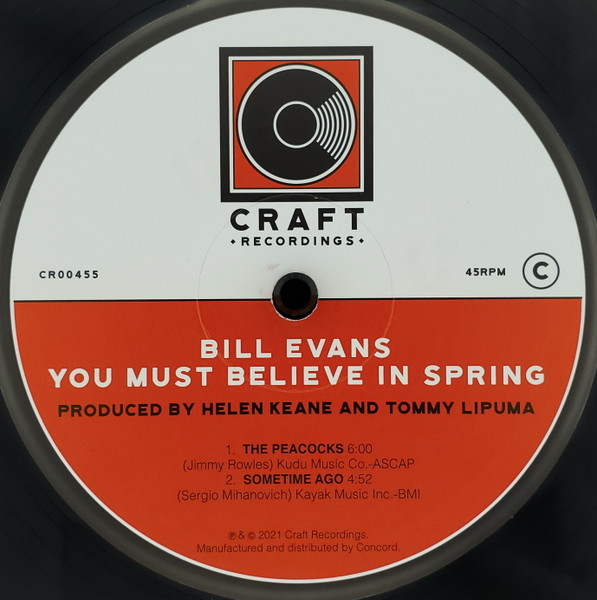 CRAFT
• RECORDINGS •
CR00455
45RPM C
BILL EVANS
YOU MUST BELIEVE IN SPRING
PRODUCED BY HELEN KEANE AND TOMMY LIPUMA
1. THE PEACOCKS 6:00
(Jimmy Rowles) Kudu Music Co.-ASCAP
2. SOMETIME AGO 4:52
(Sergio Mihanovich) Kayak Music Inc.-BMI
℗ & © 2021 Craft Recordings.
Manufactured and distributed by Concord.